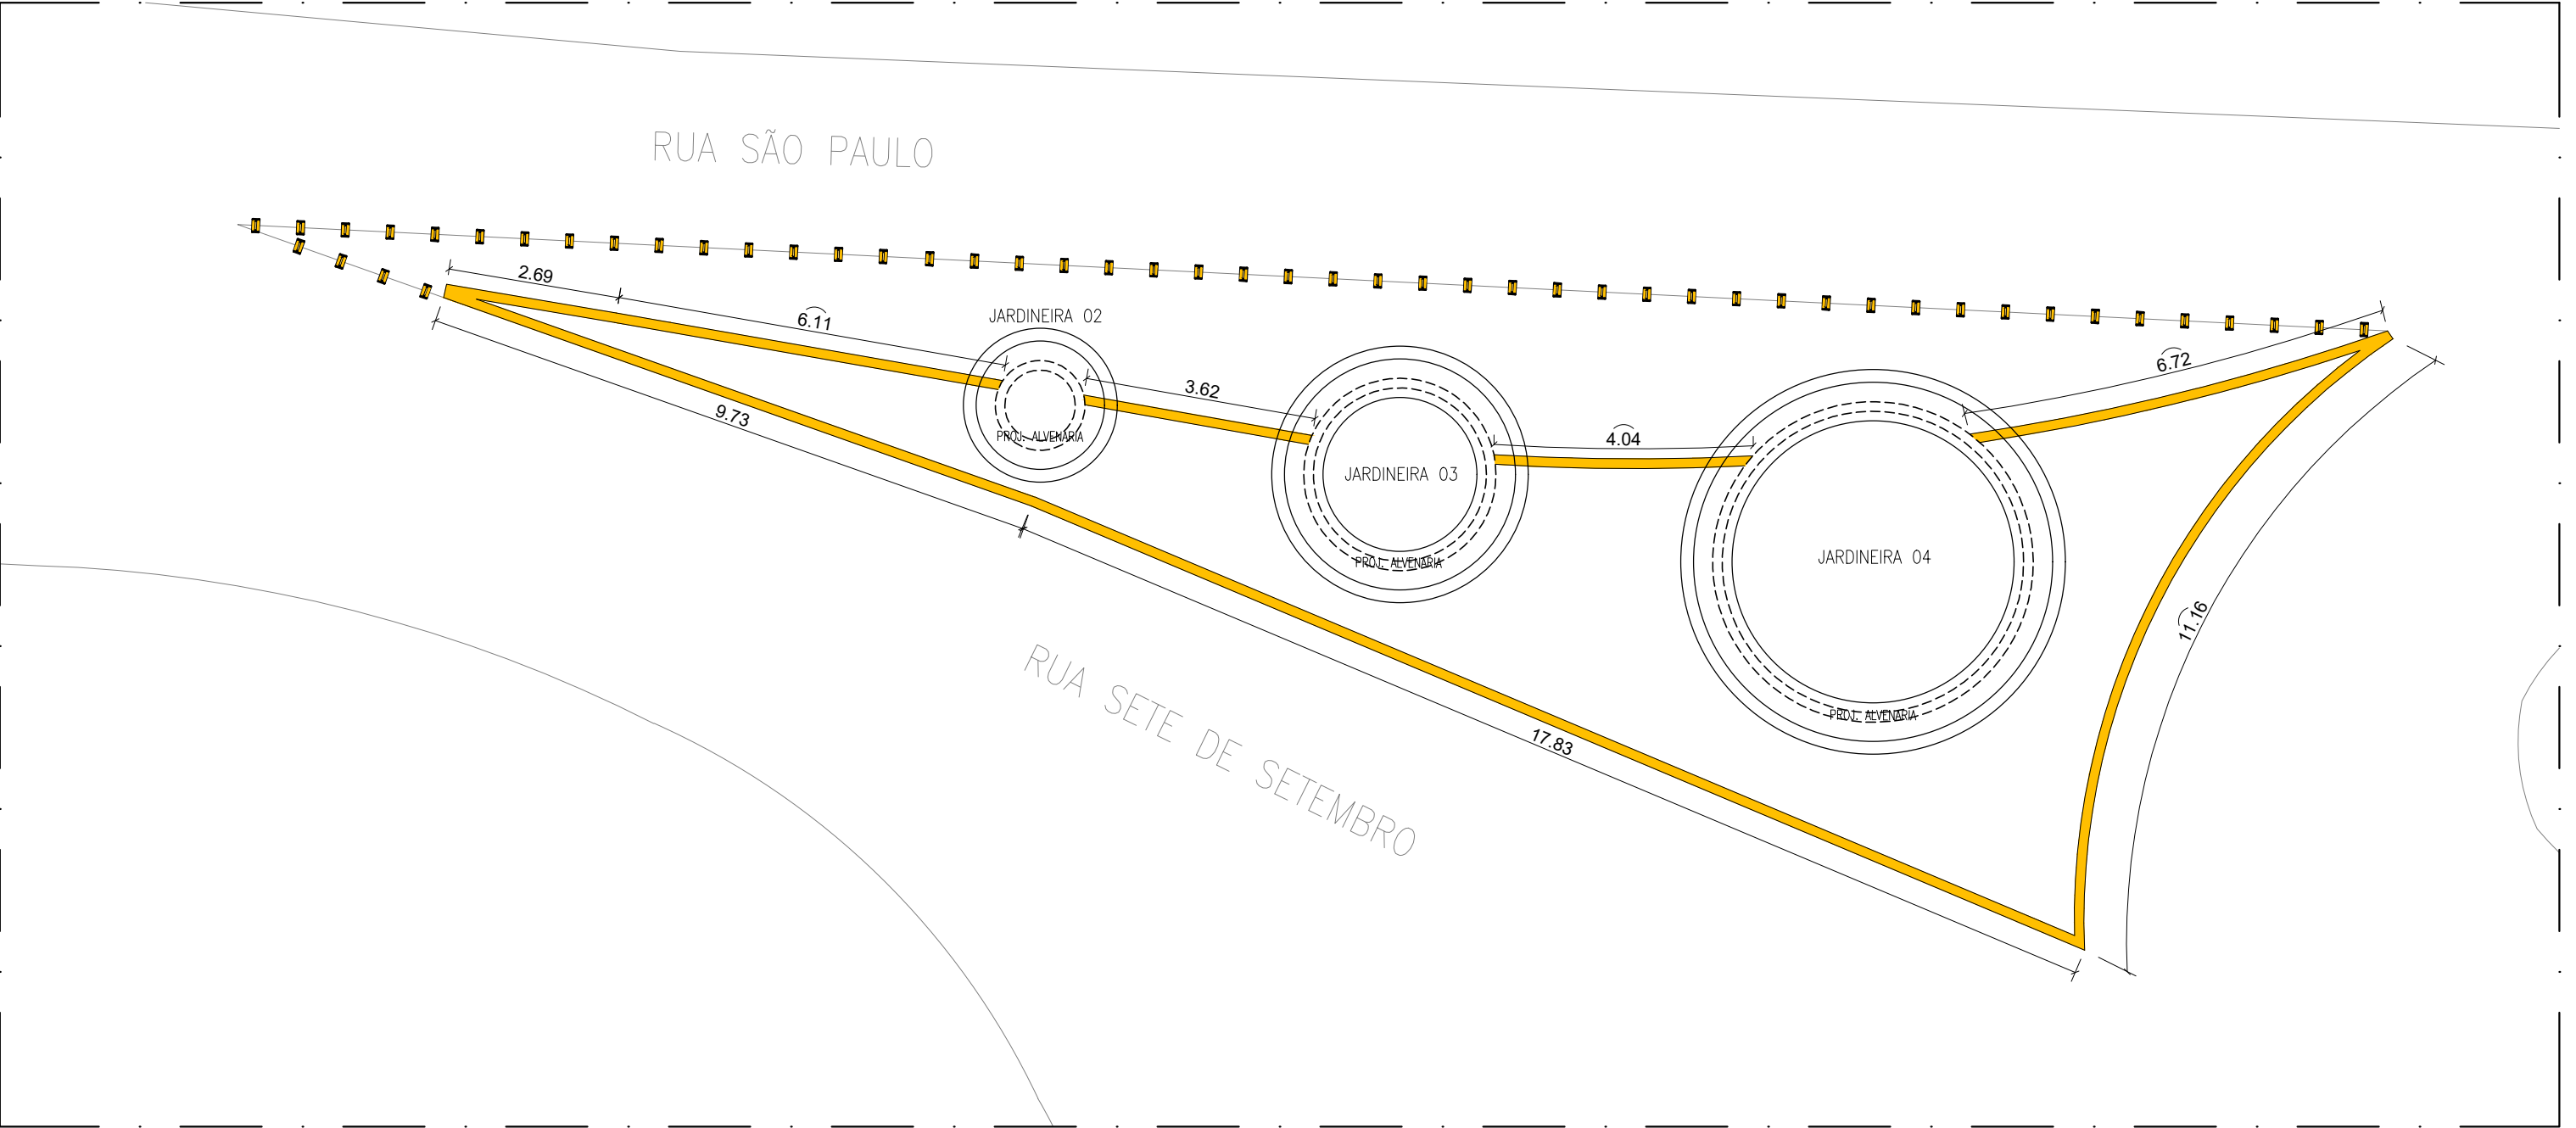 RUA SÃO PAULO
2.69
6.11
JARDINEIRA 02
6.72
3.62
9.73
PROJ. ALVENARIA
4.04
JARDINEIRA 03
PROJ. ALVENARIA
JARDINEIRA 04
11.16
RUA SETE DE SETEMBRO
PROJ. ALVENARIA
17.83